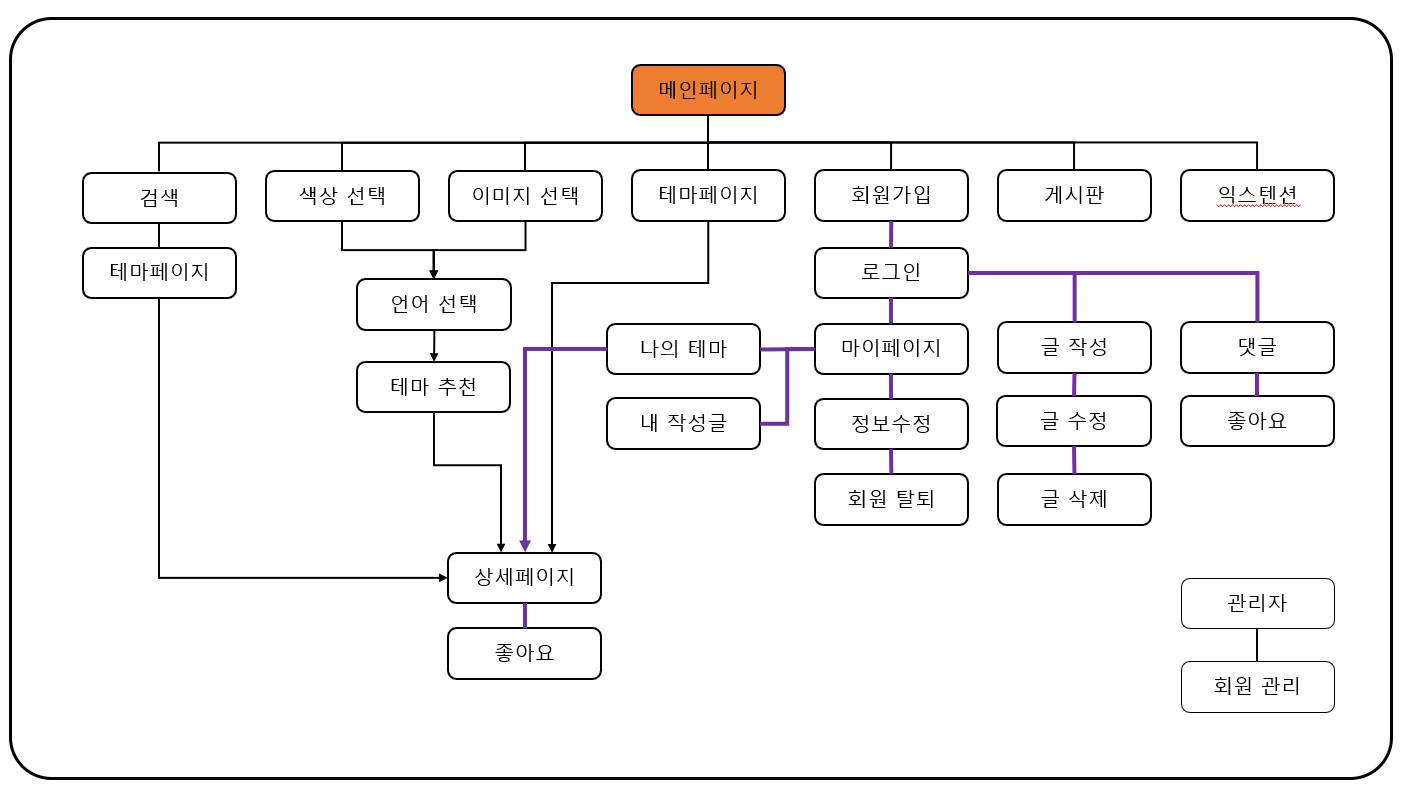 메인페이지
검색
색상 선택
이미지 선택
테마페이지
회원가입
게시판
익스텐션
테마페이지
로그인
언어 선택
나의 테마
마이페이지
글 작성
댓글
테마 추천
내 작성글
정보수정
글 수정
좋아요
회원 탈퇴
글 삭제
상세페이지
관리자
좋아요
회원 관리